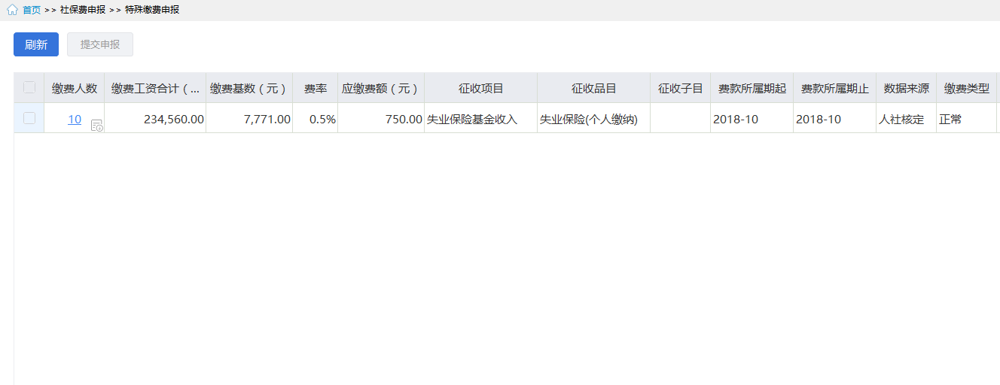 首页 >> 社保费申报 >> 特殊缴费申报
刷新 提交申报
缴费人数 缴费工资合计（... 缴费基数（元） 费率 应缴费额（元） 征收项目 征收品目 征收子目 费款所属期起 费款所属期止 数据来源 缴费类型
10 234,560.00 7,771.00 0.5% 750.00 失业保险基金收入 失业保险(个人缴纳) 2018-10 2018-10 人社核定 正常